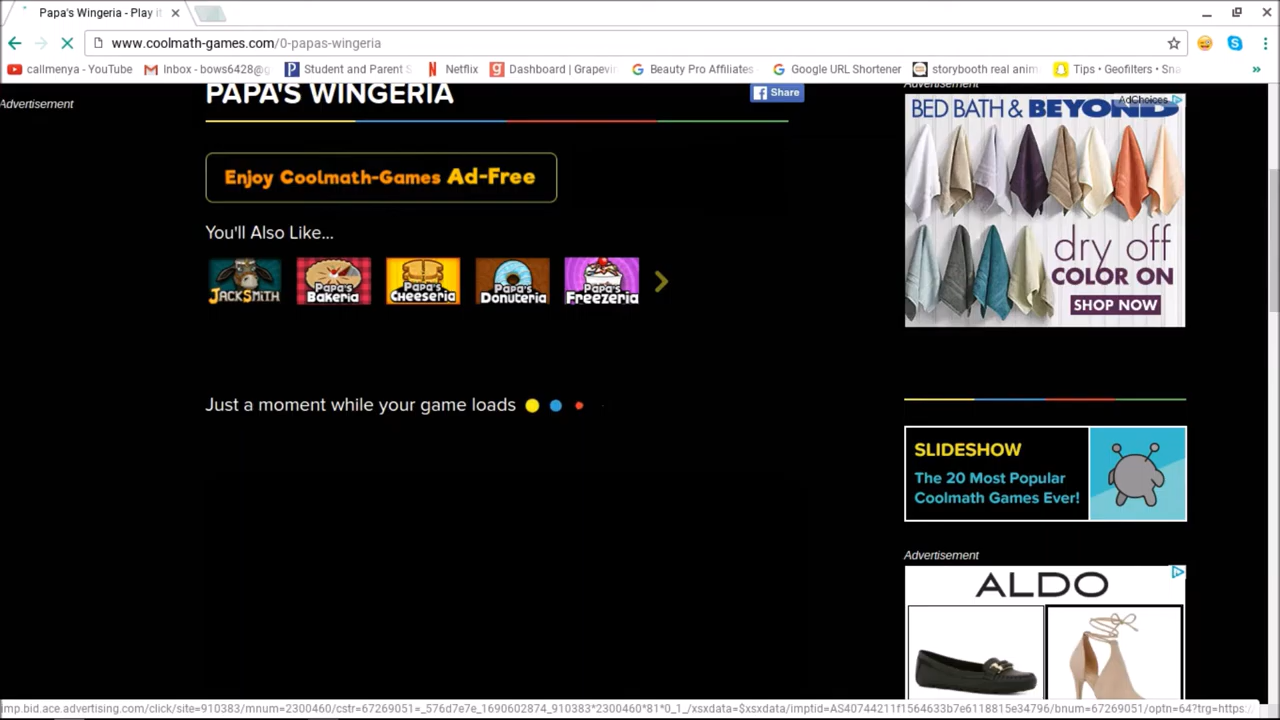 Papa's Wingeria - Play it
www.coolmath-games.com/0-papas-wingeria
callmenya - YouTube
Inbox - bows6428@g
Student and Parent S
Netflix
Dashboard | Grapevin
Beauty Pro Affiliates -
Google URL Shortener
storybooth real anim
Tips • Geofilters • Sna
Advertisement
PAPA'S WINGERIA
Share
Enjoy Coolmath-Games Ad-Free
You'll Also Like...
JACKSMITH
Papa's Bakeria
Papa's Cheeseria
Papa's Donuteria
Papa's Freezeria
Just a moment while your game loads
Advertisement
AdChoices
BED BATH & BEYOND
dry off
COLOR ON
SHOP NOW
SLIDESHOW
The 20 Most Popular
Coolmath Games Ever!
Advertisement
ALDO
imp.bid.ace.advertising.com/click/site=910383/mnum=2300460/cstr=67269051=_576d7e7e_1690602874_910383*2300460*81*0_1_/xsxdata=$xsxdata/imptid=AS40744211f1564633b7e6118815e34796/bnum=67269051/optn=64?trg=https: